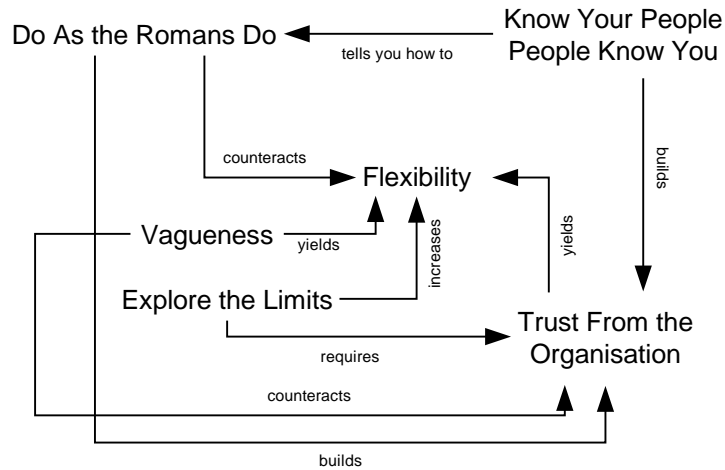 Know Your People
People Know You
Do As the Romans Do
tells you how to
counteracts
builds
Flexibility
Vagueness
yields
increases
yields
Explore the Limits
Trust From the
Organisation
requires
counteracts
builds